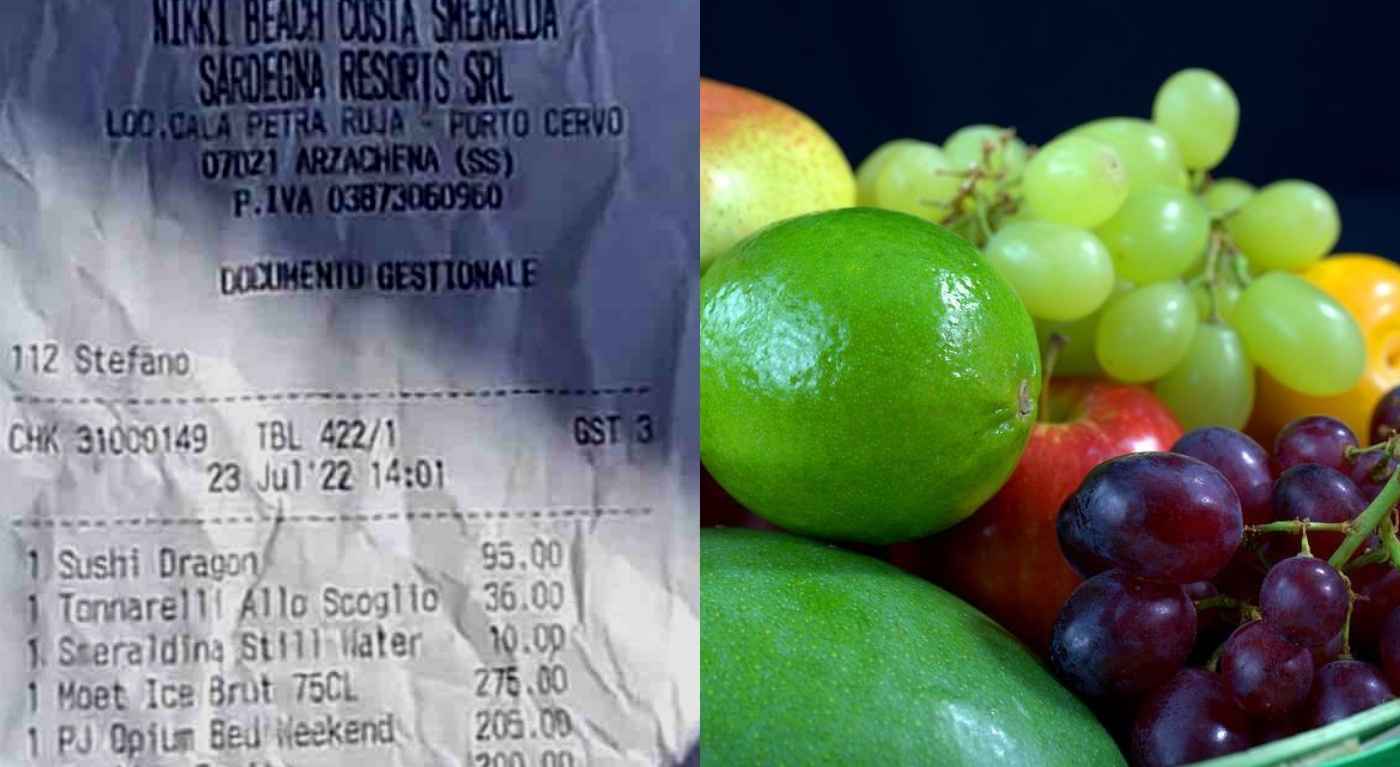 NIKKI BEACH COSTA SMERALDA
SARDEGNA RESORTS SRL
LOC.CALA PETRA RUJA - PORTO CERVO
07021 ARZACHENA (SS)
P.IVA 03873060960
DOCUMENTO GESTIONALE
112 Stefano
CHK 31000149 TBL 422/1 GST 3
23 Jul'22 14:01
1 Sushi Dragon 95.00
1 Tonnarelli Allo Scoglio 36.00
1 Smeraldina Still Water 10.00
1 Moet Ice Brut 75CL 275.00
1 PJ Opium Bed Weekend 205.00